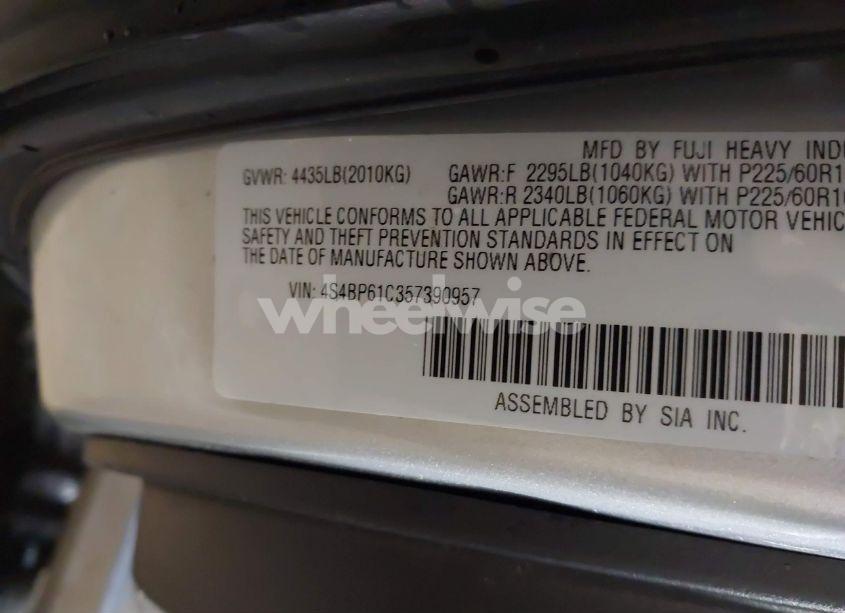 MFD BY FUJI HEAVY INDU
GVWR: 4435LB(2010KG) GAWR:F 2295LB(1040KG) WITH P225/60R1
GAWR:R 2340LB(1060KG) WITH P225/60R16
THIS VEHICLE CONFORMS TO ALL APPLICABLE FEDERAL MOTOR VEHIC
SAFETY AND THEFT PREVENTION STANDARDS IN EFFECT ON
THE DATE OF MANUFACTURE SHOWN ABOVE.
VIN: 4S4BP61C357390957
wheelwise
ASSEMBLED BY SIA INC.